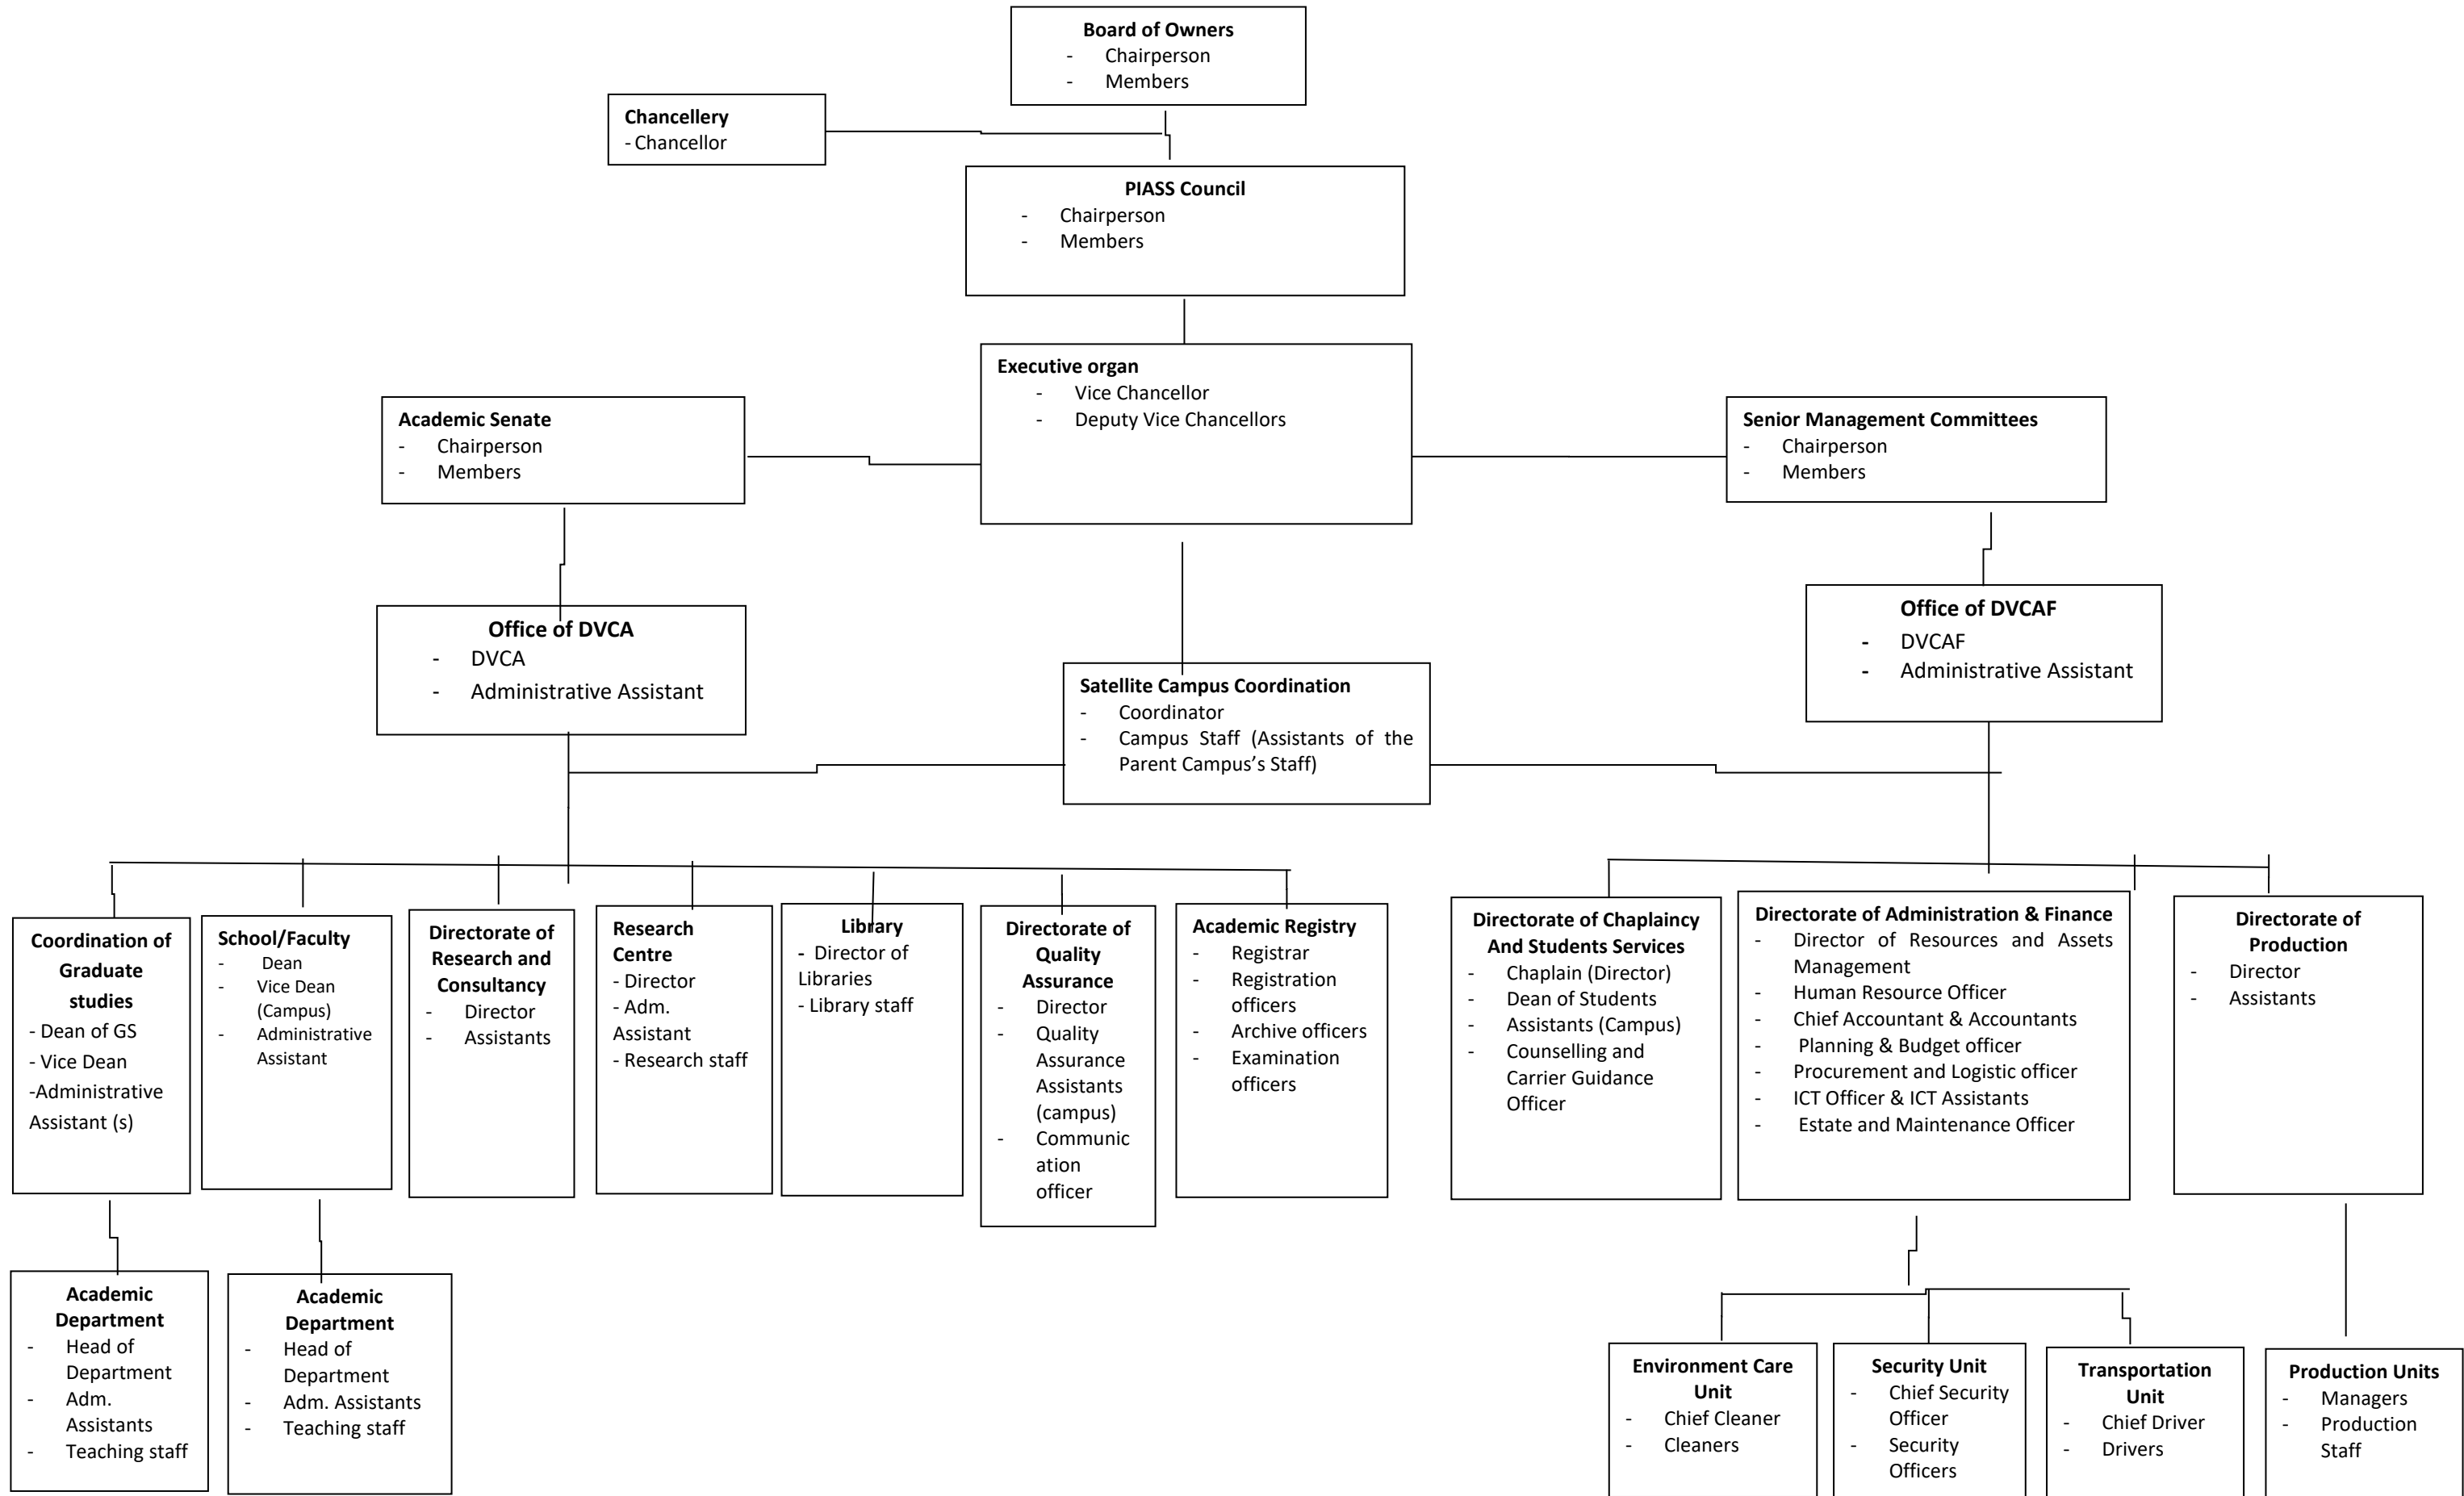 Board of Owners
- Chairperson
- Members
Chancellery
- Chancellor
PIASS Council
- Chairperson
- Members
Executive organ
- Vice Chancellor
- Deputy Vice Chancellors
Academic Senate
- Chairperson
- Members
Senior Management Committees
- Chairperson
- Members
Office of DVCA
- DVCA
- Administrative Assistant
Satellite Campus Coordination
- Coordinator
- Campus Staff (Assistants of the
Parent Campus's Staff)
Office of DVCAF
- DVCAF
- Administrative Assistant
Coordination of
Graduate
studies
- Dean of GS
- Vice Dean
-Administrative
Assistant (s)
School/Faculty
- Dean
- Vice Dean
(Campus)
- Administrative
Assistant
Directorate of
Research and
Consultancy
- Director
- Assistants
Research
Centre
- Director
- Adm.
Assistant
- Research staff
Library
- Director of
Libraries
- Library staff
Directorate of
Quality
Assurance
- Director
- Quality
Assurance
Assistants
(campus)
- Communic
ation
officer
Academic Registry
- Registrar
- Registration
officers
- Archive officers
- Examination
officers
Directorate of Chaplaincy
And Students Services
- Chaplain (Director)
- Dean of Students
- Assistants (Campus)
- Counselling and
Carrier Guidance
Officer
Directorate of Administration & Finance
- Director of Resources and Assets
Management
- Human Resource Officer
- Chief Accountant & Accountants
- Planning & Budget officer
- Procurement and Logistic officer
- ICT Officer & ICT Assistants
- Estate and Maintenance Officer
Directorate of
Production
- Director
- Assistants
Academic
Department
- Head of
Department
- Adm.
Assistants
- Teaching staff
Academic
Department
- Head of
Department
- Adm. Assistants
- Teaching staff
Environment Care
Unit
- Chief Cleaner
- Cleaners
Security Unit
- Chief Security
Officer
- Security
Officers
Transportation
Unit
- Chief Driver
- Drivers
Production Units
- Managers
- Production
Staff